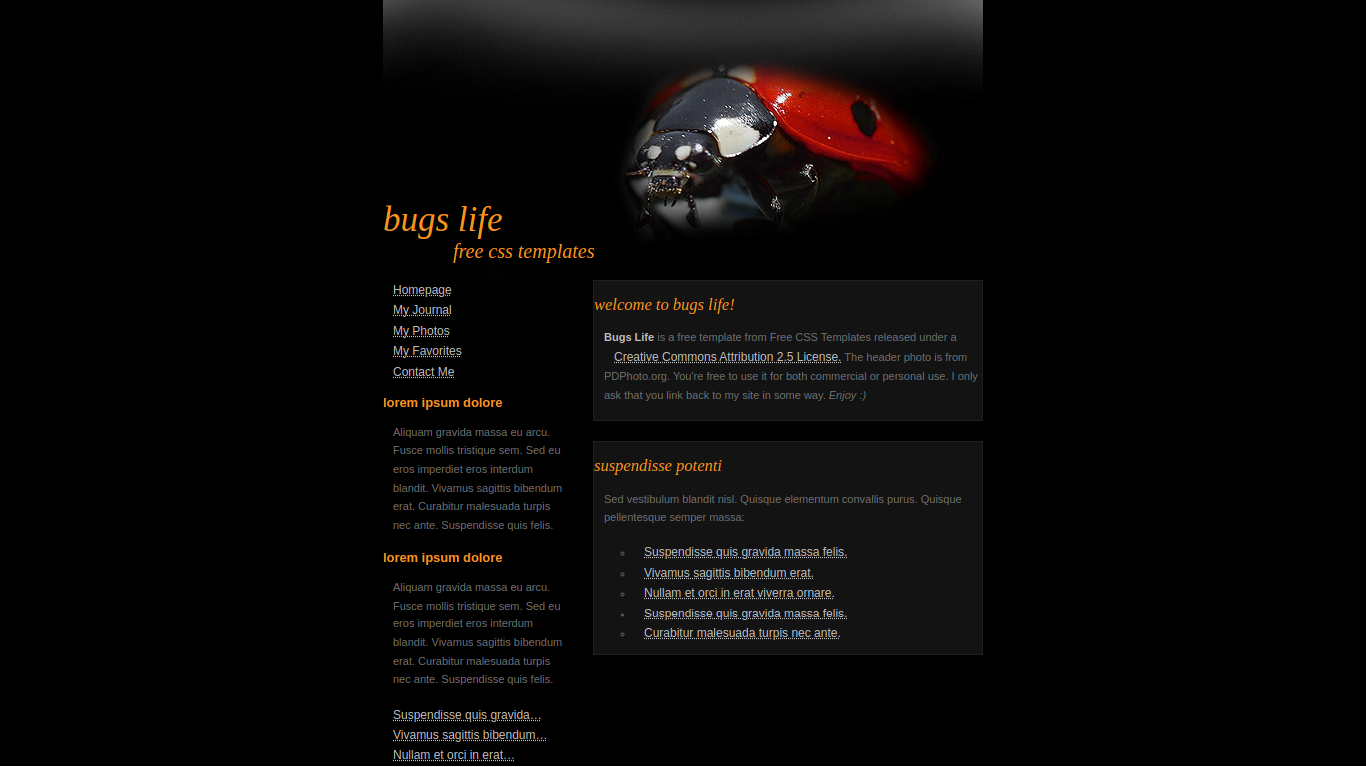 bugs life
free css templates
Homepage
My Journal
My Photos
My Favorites
Contact Me
lorem ipsum dolore
Aliquam gravida massa eu arcu.
Fusce mollis tristique sem. Sed eu
eros imperdiet eros interdum
blandit. Vivamus sagittis bibendum
erat. Curabitur malesuada turpis
nec ante. Suspendisse quis felis.
lorem ipsum dolore
Aliquam gravida massa eu arcu.
Fusce mollis tristique sem. Sed eu
eros imperdiet eros interdum
blandit. Vivamus sagittis bibendum
erat. Curabitur malesuada turpis
nec ante. Suspendisse quis felis.
Suspendisse quis gravida…
Vivamus sagittis bibendum…
Nullam et orci in erat…
welcome to bugs life!
Bugs Life is a free template from Free CSS Templates released under a
Creative Commons Attribution 2.5 License. The header photo is from
PDPhoto.org. You're free to use it for both commercial or personal use. I only
ask that you link back to my site in some way. Enjoy :)
suspendisse potenti
Sed vestibulum blandit nisl. Quisque elementum convallis purus. Quisque
pellentesque semper massa:
Suspendisse quis gravida massa felis.
Vivamus sagittis bibendum erat.
Nullam et orci in erat viverra ornare.
Suspendisse quis gravida massa felis.
Curabitur malesuada turpis nec ante.